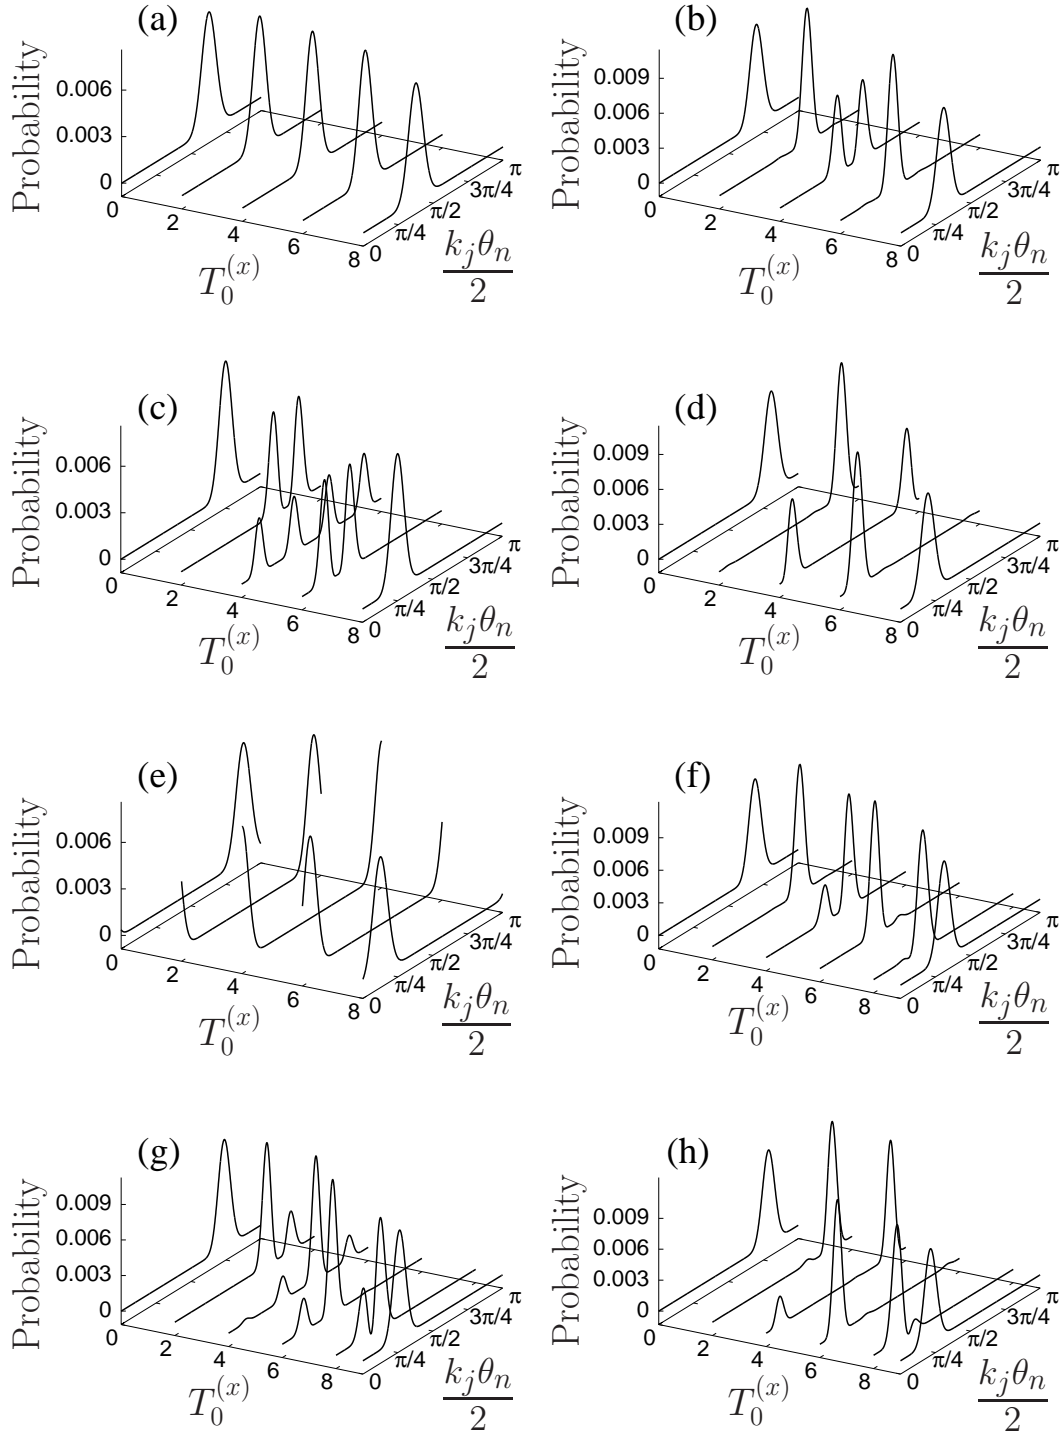 (a)
Probability
0.006
0.003
0
0
2
4
6
8
0
π/4
π/2
3π/4
π
T_0^{(x)}
k_jθ_n
2
(b)
Probability
0.009
0.006
0.003
0
0
2
4
6
8
0
π/4
π/2
3π/4
π
T_0^{(x)}
k_jθ_n
2
(c)
Probability
0.006
0.003
0
0
2
4
6
8
0
π/4
π/2
3π/4
π
T_0^{(x)}
k_jθ_n
2
(d)
Probability
0.009
0.006
0.003
0
0
2
4
6
8
0
π/4
π/2
3π/4
π
T_0^{(x)}
k_jθ_n
2
(e)
Probability
0.006
0.003
0
0
2
4
6
8
0
π/4
π/2
3π/4
π
T_0^{(x)}
k_jθ_n
2
(f)
Probability
0.009
0.006
0.003
0
0
2
4
6
8
0
π/4
π/2
3π/4
π
T_0^{(x)}
k_jθ_n
2
(g)
Probability
0.009
0.006
0.003
0
0
2
4
6
8
0
π/4
π/2
3π/4
π
T_0^{(x)}
k_jθ_n
2
(h)
Probability
0.009
0.006
0.003
0
0
2
4
6
8
0
π/4
π/2
3π/4
π
T_0^{(x)}
k_jθ_n
2